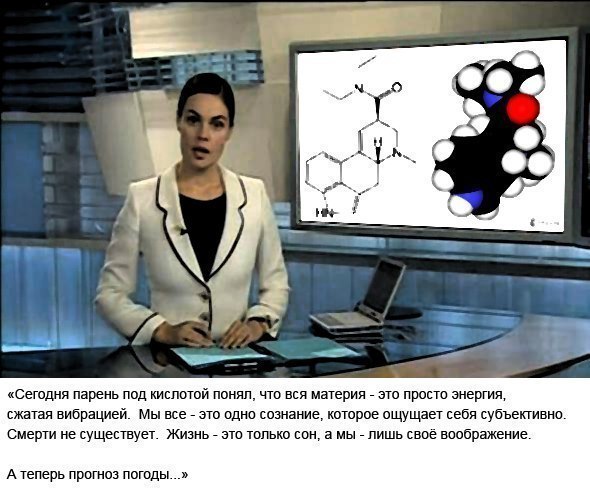 N
O
H
N
HN
«Сегодня парень под кислотой понял, что вся материя - это просто энергия,
сжатая вибрацией.  Мы все - это одно сознание, которое ощущает себя субъективно.
Смерти не существует.  Жизнь - это только сон, а мы - лишь своё воображение.
А теперь прогноз погоды...»